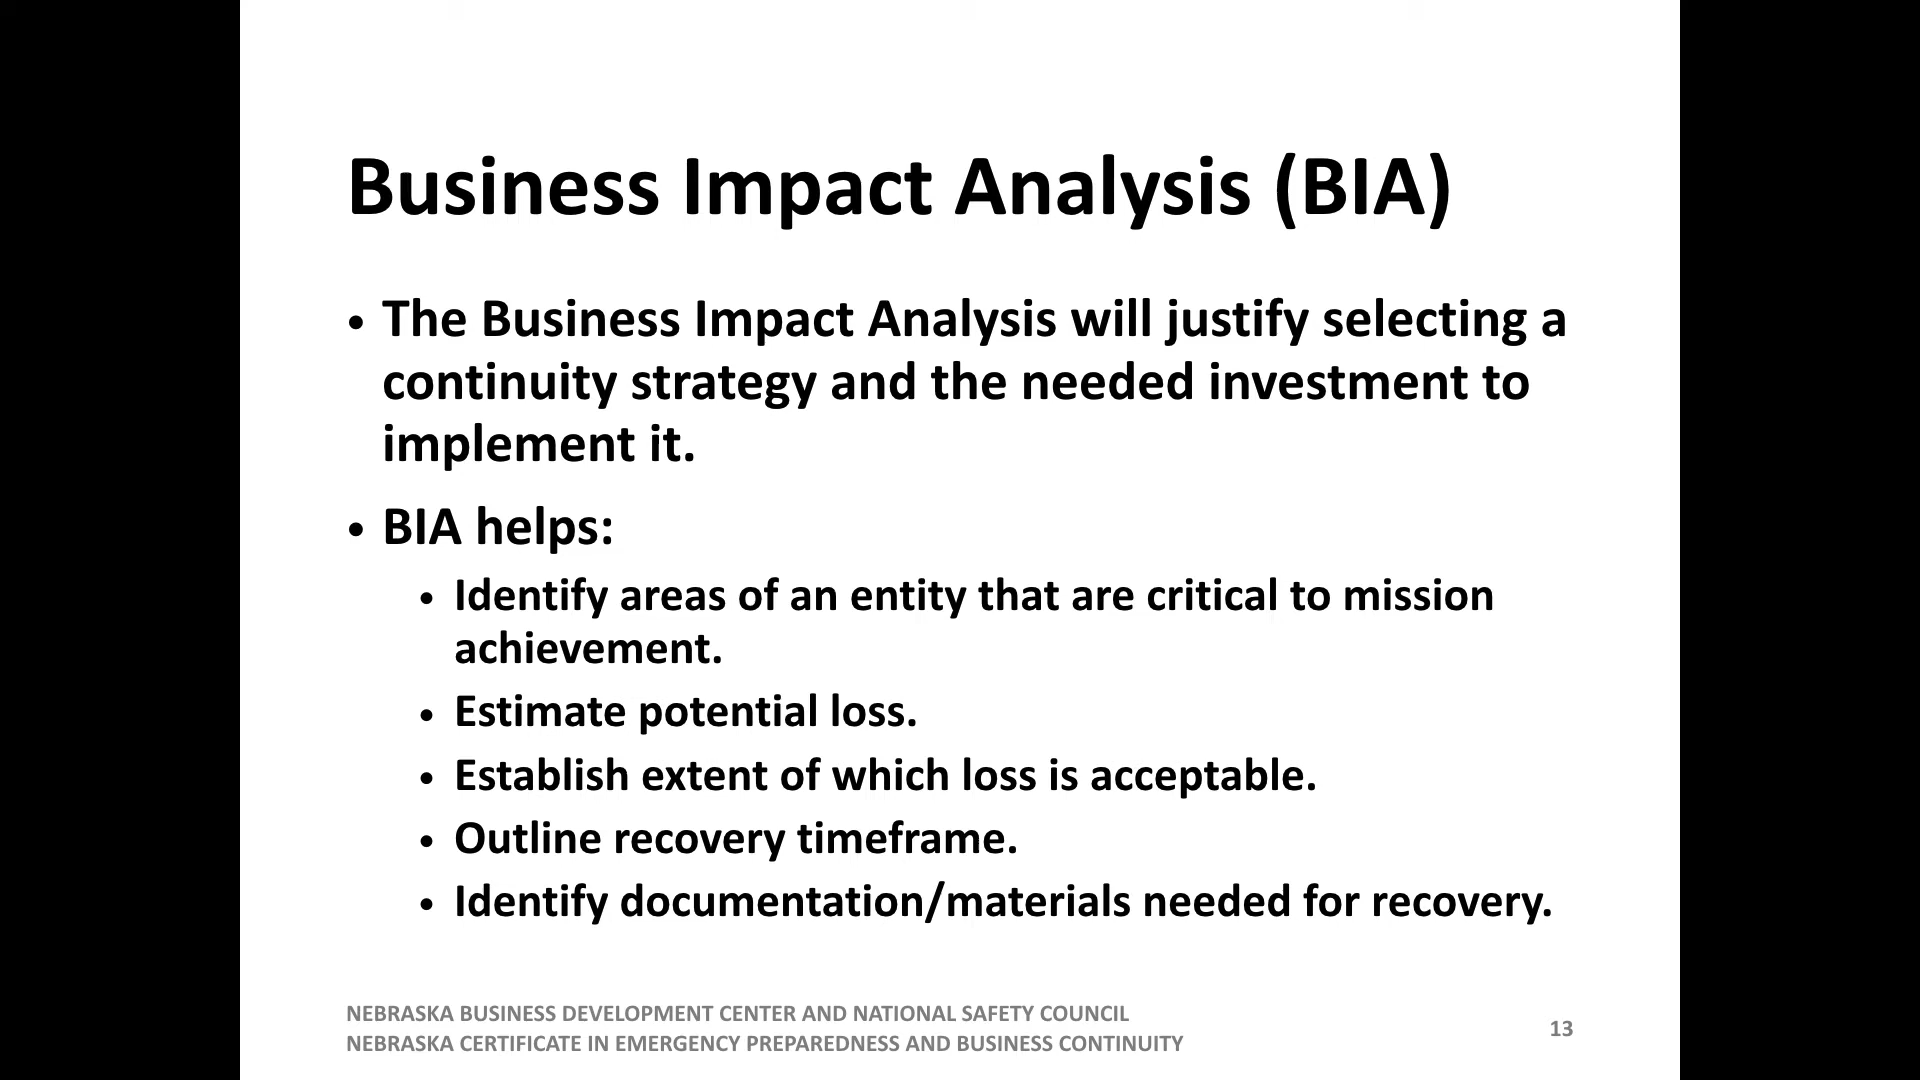 Business Impact Analysis (BIA)
• The Business Impact Analysis will justify selecting a
continuity strategy and the needed investment to
implement it.
• BIA helps:
• Identify areas of an entity that are critical to mission
achievement.
• Estimate potential loss.
• Establish extent of which loss is acceptable.
• Outline recovery timeframe.
• Identify documentation/materials needed for recovery.
NEBRASKA BUSINESS DEVELOPMENT CENTER AND NATIONAL SAFETY COUNCIL
NEBRASKA CERTIFICATE IN EMERGENCY PREPAREDNESS AND BUSINESS CONTINUITY
13